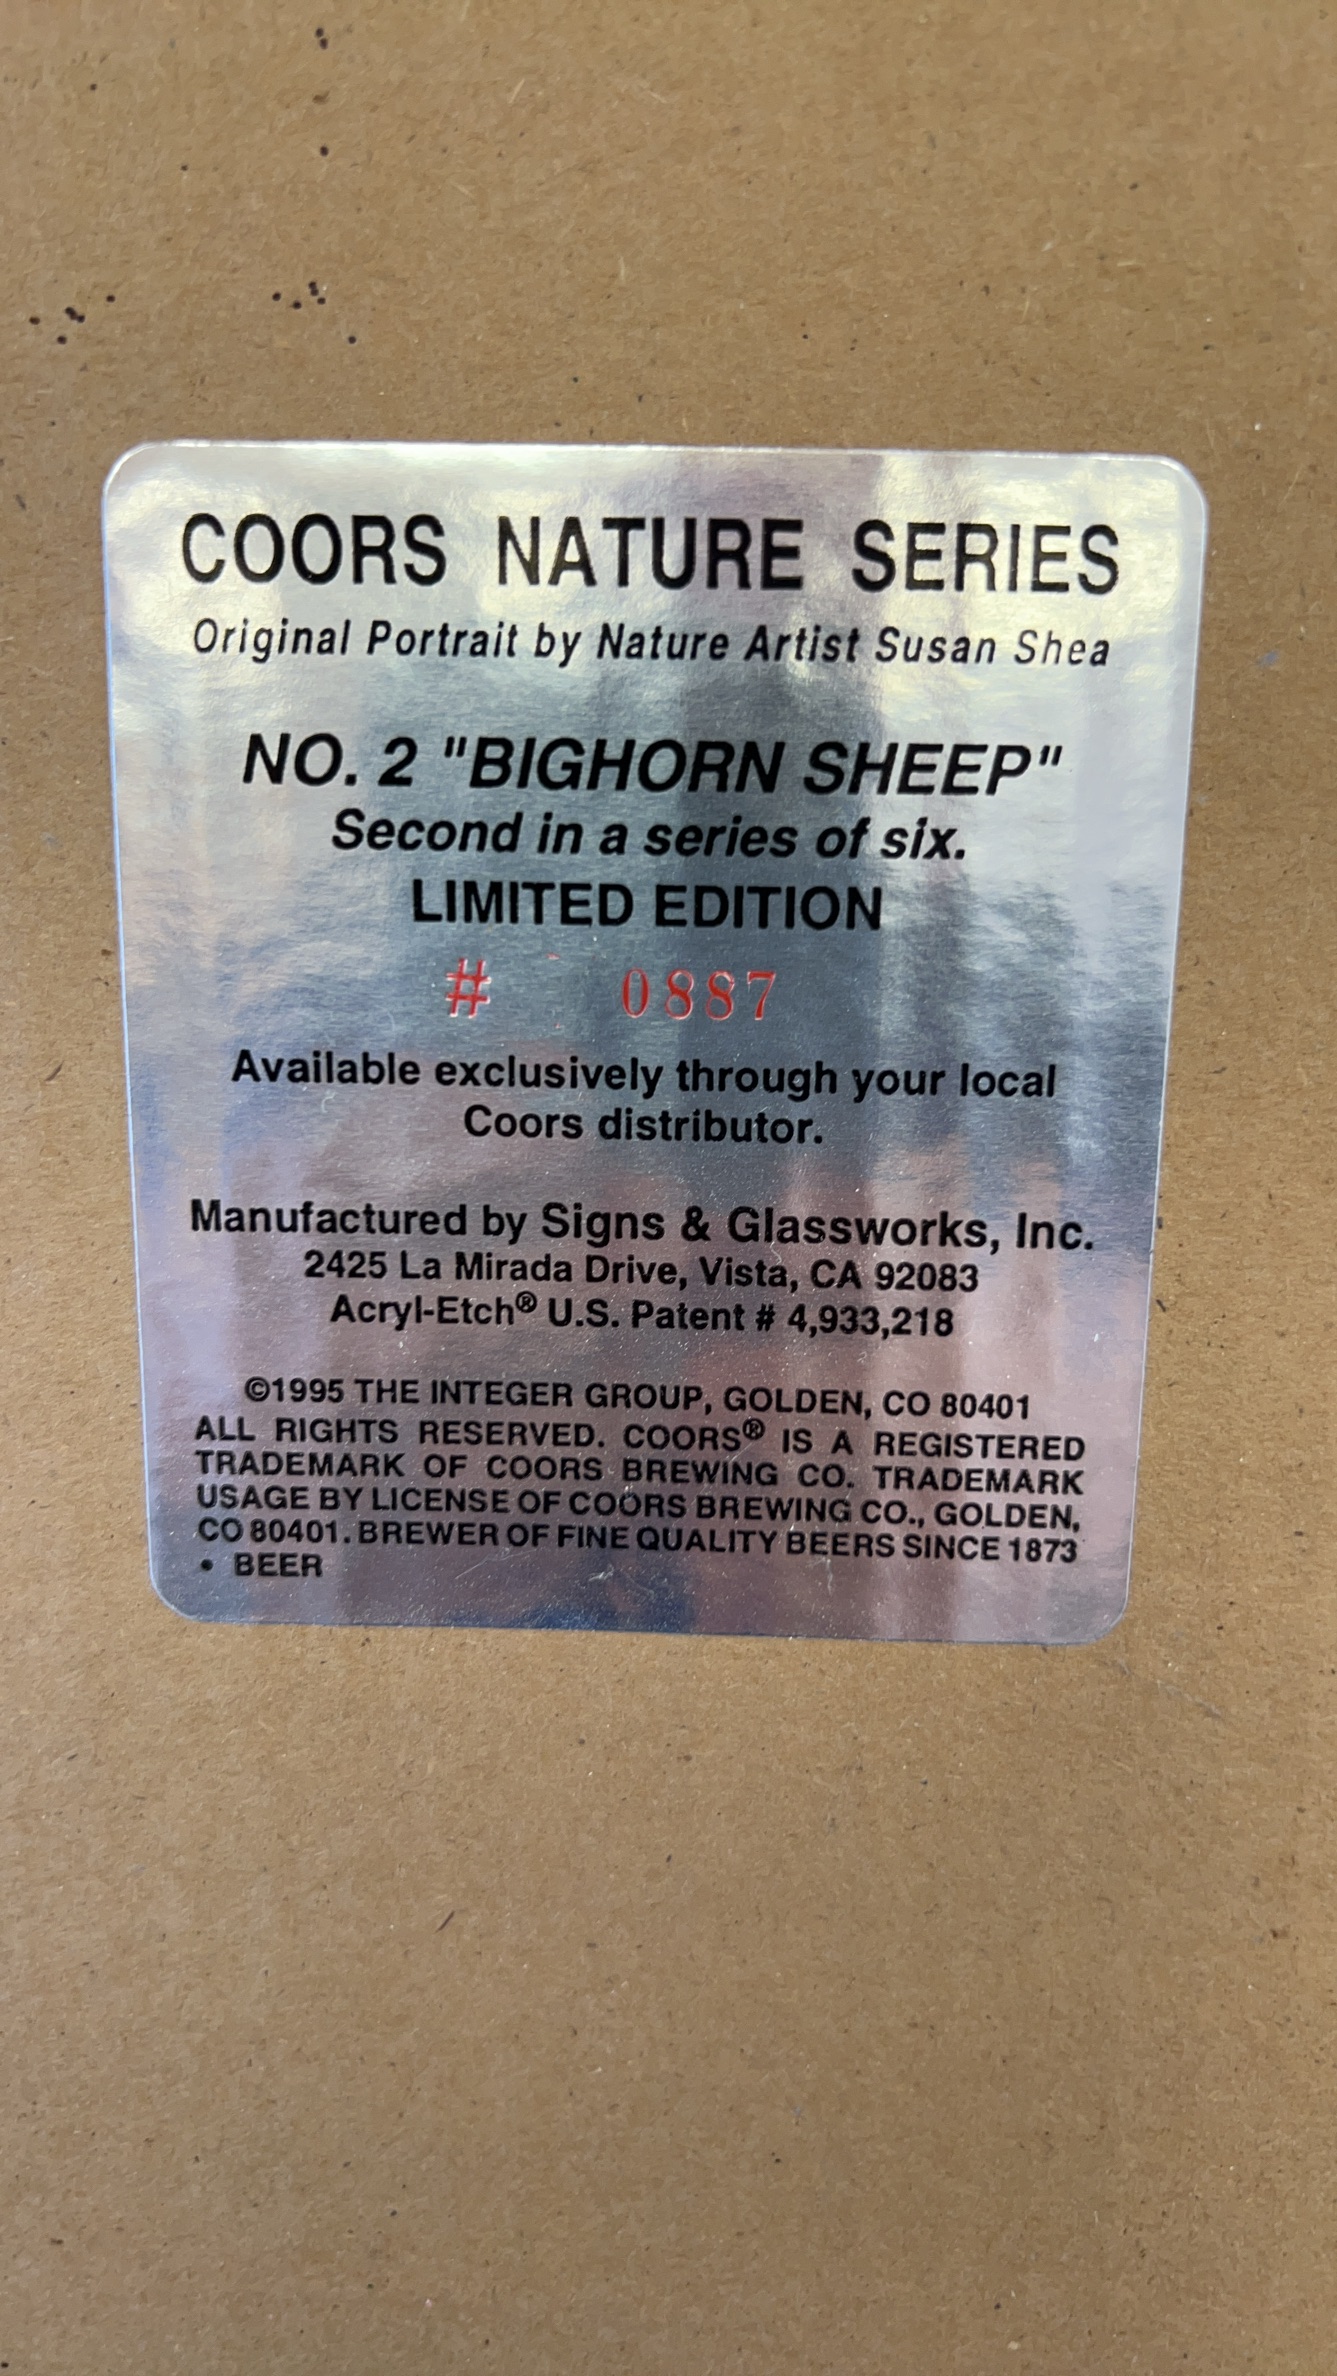 COORS NATURE SERIES
Original Portrait by Nature Artist Susan Shea
NO. 2 "BIGHORN SHEEP"
Second in a series of six.
LIMITED EDITION
# 0887
Available exclusively through your local
Coors distributor.
Manufactured by Signs & Glassworks, Inc.
2425 La Mirada Drive, Vista, CA 92083
Acryl-Etch® U.S. Patent # 4,933,218
©1995 THE INTEGER GROUP, GOLDEN, CO 80401
ALL RIGHTS RESERVED. COORS® IS A REGISTERED
TRADEMARK OF COORS BREWING CO. TRADEMARK
USAGE BY LICENSE OF COORS BREWING CO., GOLDEN,
CO 80401. BREWER OF FINE QUALITY BEERS SINCE 1873
• BEER